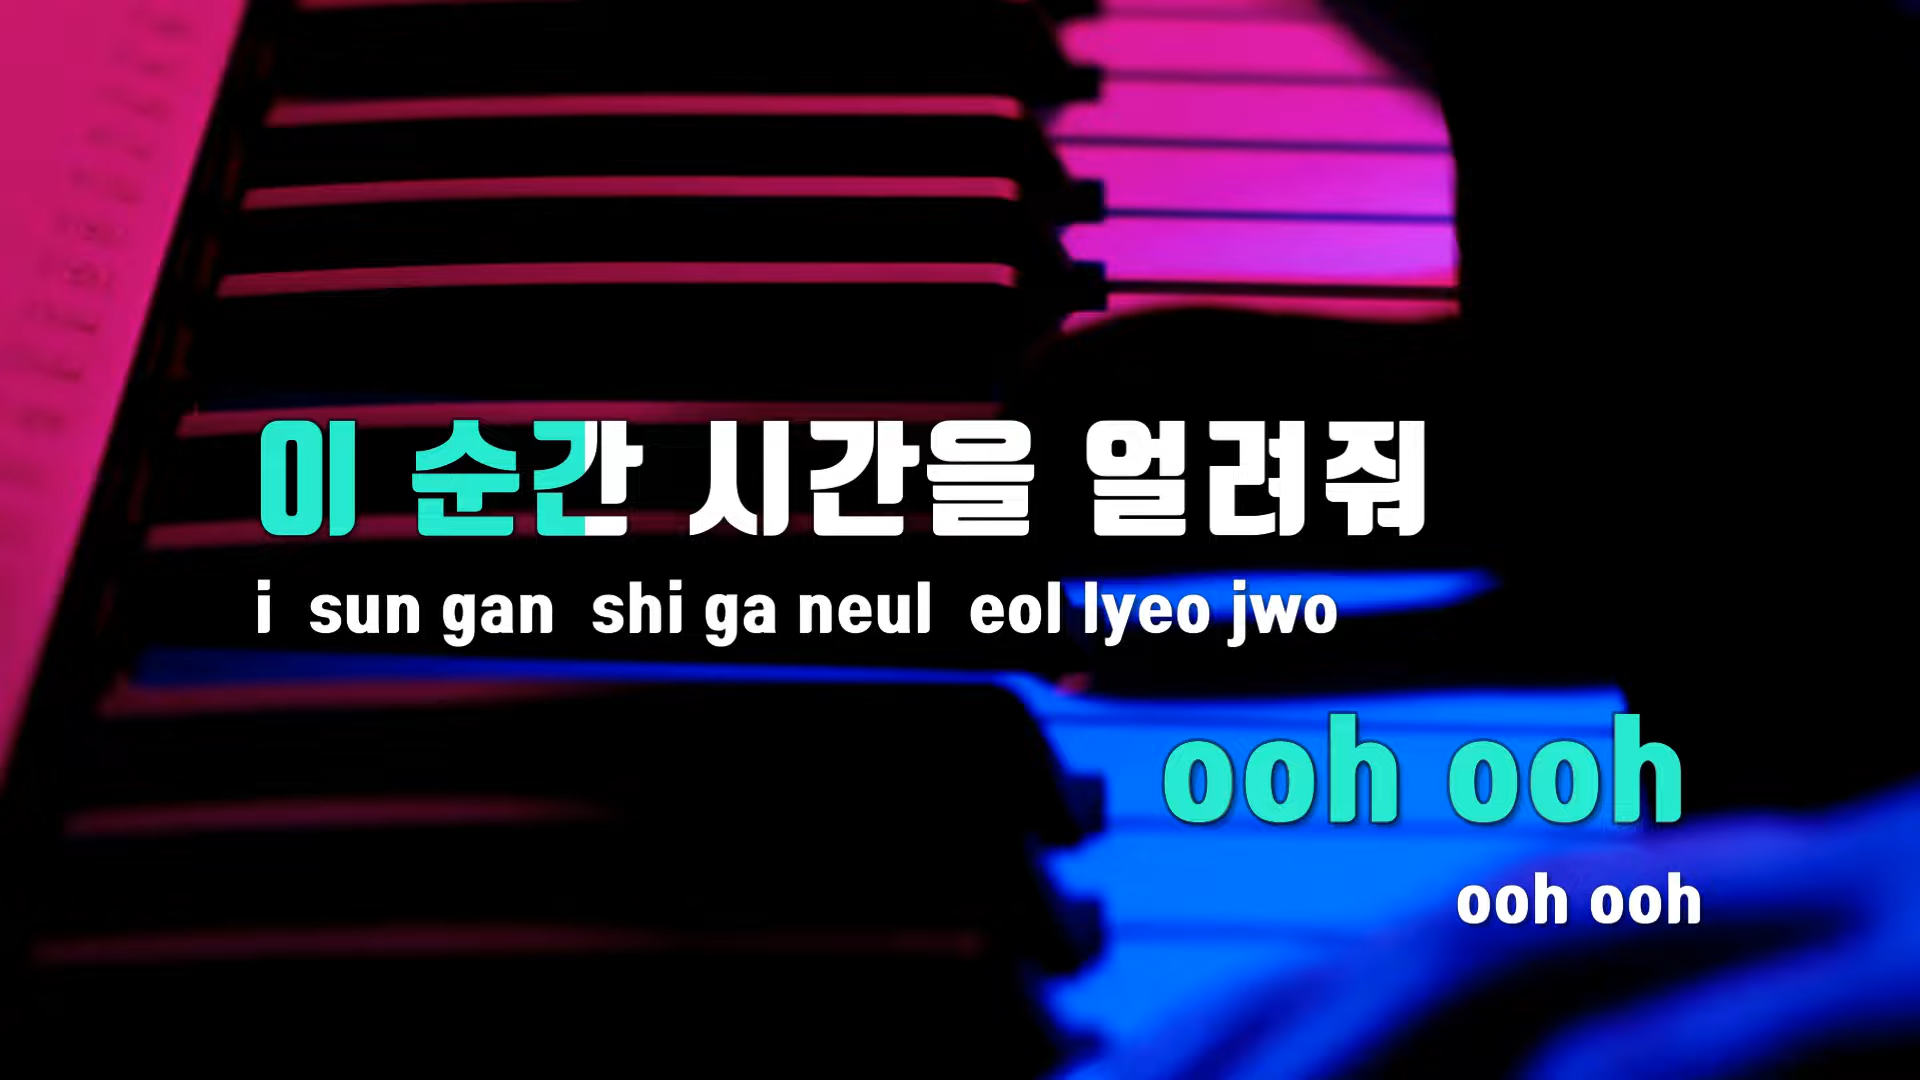 이 순간 시간을 얼려줘
i sun gan shi ga neul eol lyeo jwo
ooh ooh
ooh ooh